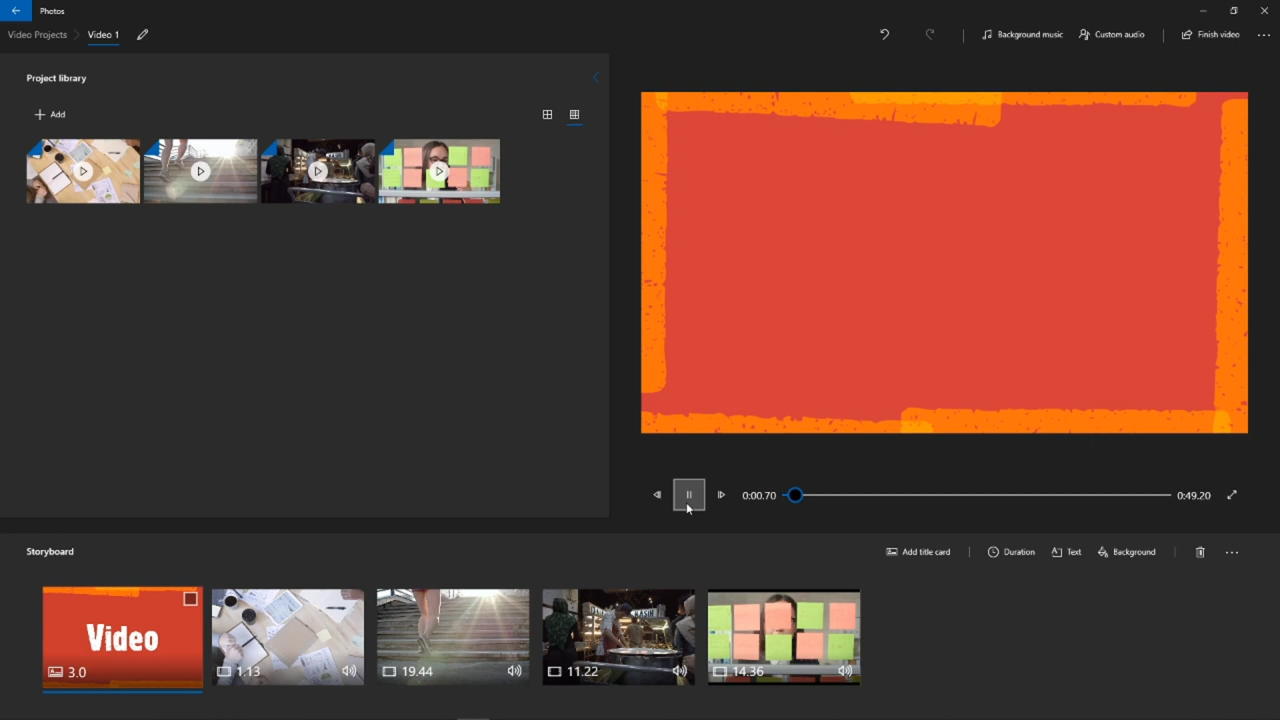 Photos
Video Projects
Video 1
Background music
Custom audio
Finish video
Project library
Add
0:00.70
0:49.20
Storyboard
Add title card
Duration
Text
Background
Video
3.0
1.13
19.44
11.22
14.36